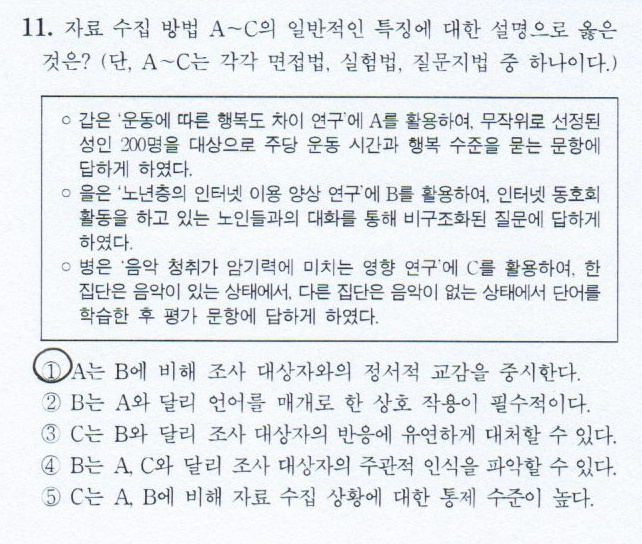 11. 자료 수집 방법 A~C의 일반적인 특징에 대한 설명으로 옳은
것은? (단, A~C는 각각 면접법, 실험법, 질문지법 중 하나이다.)
○ 갑은 '운동에 따른 행복도 차이 연구'에 A를 활용하여, 무작위로 선정된
성인 200명을 대상으로 주당 운동 시간과 행복 수준을 묻는 문항에
답하게 하였다.
○ 을은 '노년층의 인터넷 이용 양상 연구'에 B를 활용하여, 인터넷 동호회
활동을 하고 있는 노인들과의 대화를 통해 비구조화된 질문에 답하게
하였다.
○ 병은 '음악 청취가 암기력에 미치는 영향 연구'에 C를 활용하여, 한
집단은 음악이 있는 상태에서, 다른 집단은 음악이 없는 상태에서 단어를
학습한 후 평가 문항에 답하게 하였다.
① A는 B에 비해 조사 대상자와의 정서적 교감을 중시한다.
② B는 A와 달리 언어를 매개로 한 상호 작용이 필수적이다.
③ C는 B와 달리 조사 대상자의 반응에 유연하게 대처할 수 있다.
④ B는 A, C와 달리 조사 대상자의 주관적 인식을 파악할 수 있다.
⑤ C는 A, B에 비해 자료 수집 상황에 대한 통제 수준이 높다.